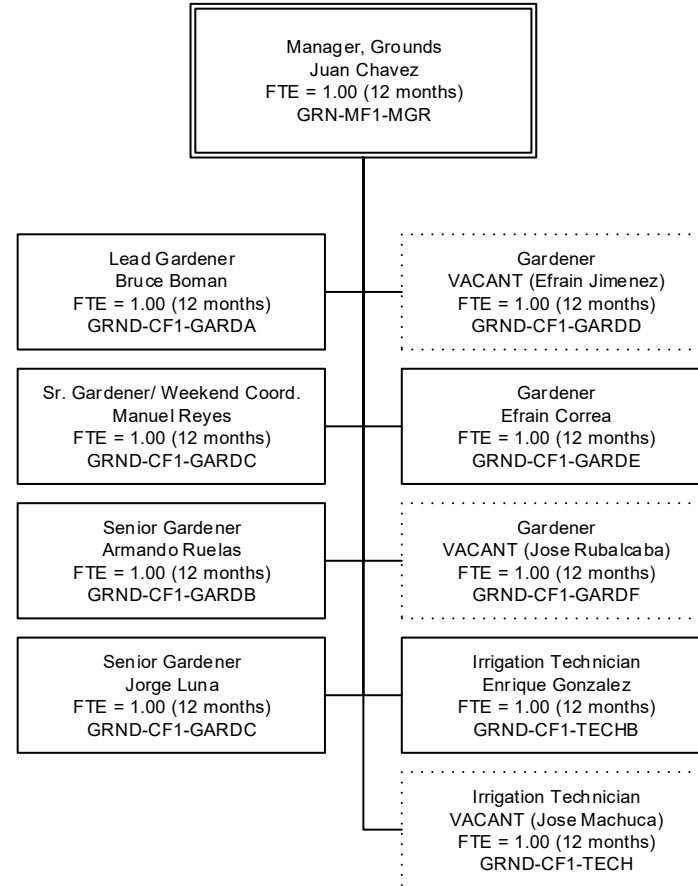 Manager, Grounds
Juan Chavez
FTE = 1.00 (12 months)
GRN-MF1-MGR
Lead Gardener
Bruce Boman
FTE = 1.00 (12 months)
GRND-CF1-GARDA
Gardener
VACANT (Efrain Jimenez)
FTE = 1.00 (12 months)
GRND-CF1-GARDD
Sr. Gardener/ Weekend Coord.
Manuel Reyes
FTE = 1.00 (12 months)
GRND-CF1-GARDC
Gardener
Efrain Correa
FTE = 1.00 (12 months)
GRND-CF1-GARDE
Senior Gardener
Armando Ruelas
FTE = 1.00 (12 months)
GRND-CF1-GARDB
Gardener
VACANT (Jose Rubalcaba)
FTE = 1.00 (12 months)
GRND-CF1-GARDF
Senior Gardener
Jorge Luna
FTE = 1.00 (12 months)
GRND-CF1-GARDC
Irrigation Technician
Enrique Gonzalez
FTE = 1.00 (12 months)
GRND-CF1-TECHB
Irrigation Technician
VACANT (Jose Machuca)
FTE = 1.00 (12 months)
GRND-CF1-TECH